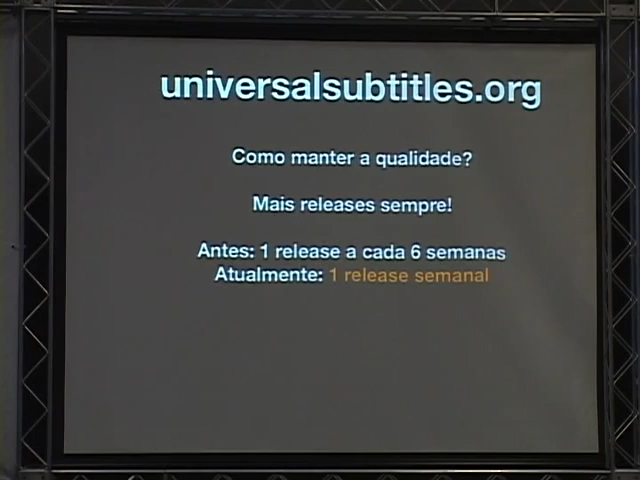 universalsubtitles.org
Como manter a qualidade?
Mais releases sempre!
Antes: 1 release a cada 6 semanas
Atualmente: 1 release semanal